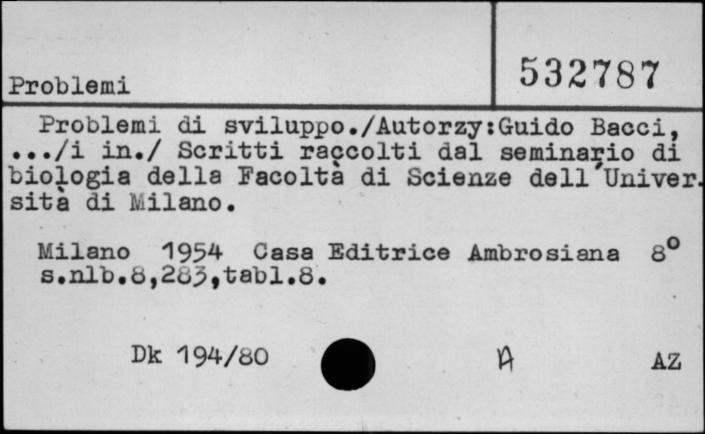 532787
Problemi
Problemi di sviluppo./Autorzy:Guido Bacci,
.../i in./ Scritti raccolti dal seminario di
biologia della Facoltà di Scienze dell'Univer-
sità di Milano.
Milano 1954 Casa Editrice Ambrosiana 8°
s.nlb.8,283,tabl.8.
Dk 194/80 A AZ